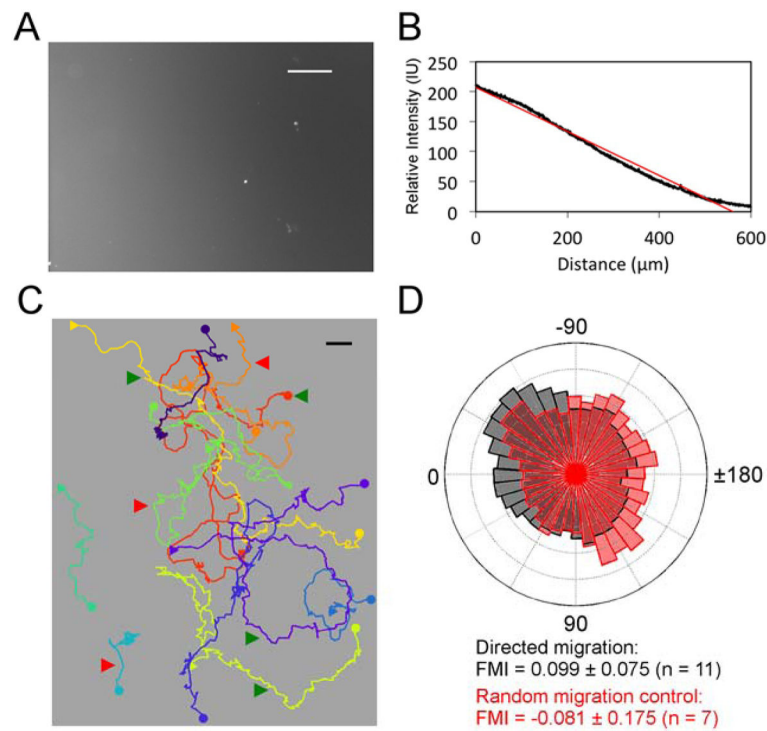 A
B
Relative Intensity (IU)
250
200
150
100
50
0
0 200 400 600
Distance (μm)
C
D
-90
0
±180
90
Directed migration:
FMI = 0.099 ± 0.075 (n = 11)
Random migration control:
FMI = -0.081 ± 0.175 (n = 7)